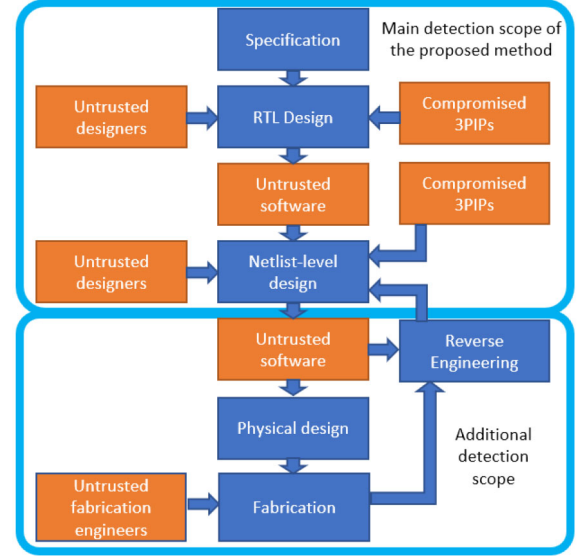 Specification
Main detection scope of
the proposed method
Untrusted
designers
RTL Design
Compromised
3PIPs
Untrusted
software
Compromised
3PIPs
Untrusted
designers
Netlist-level
design
Untrusted
software
Reverse
Engineering
Physical design
Additional
detection
scope
Untrusted
fabrication
engineers
Fabrication